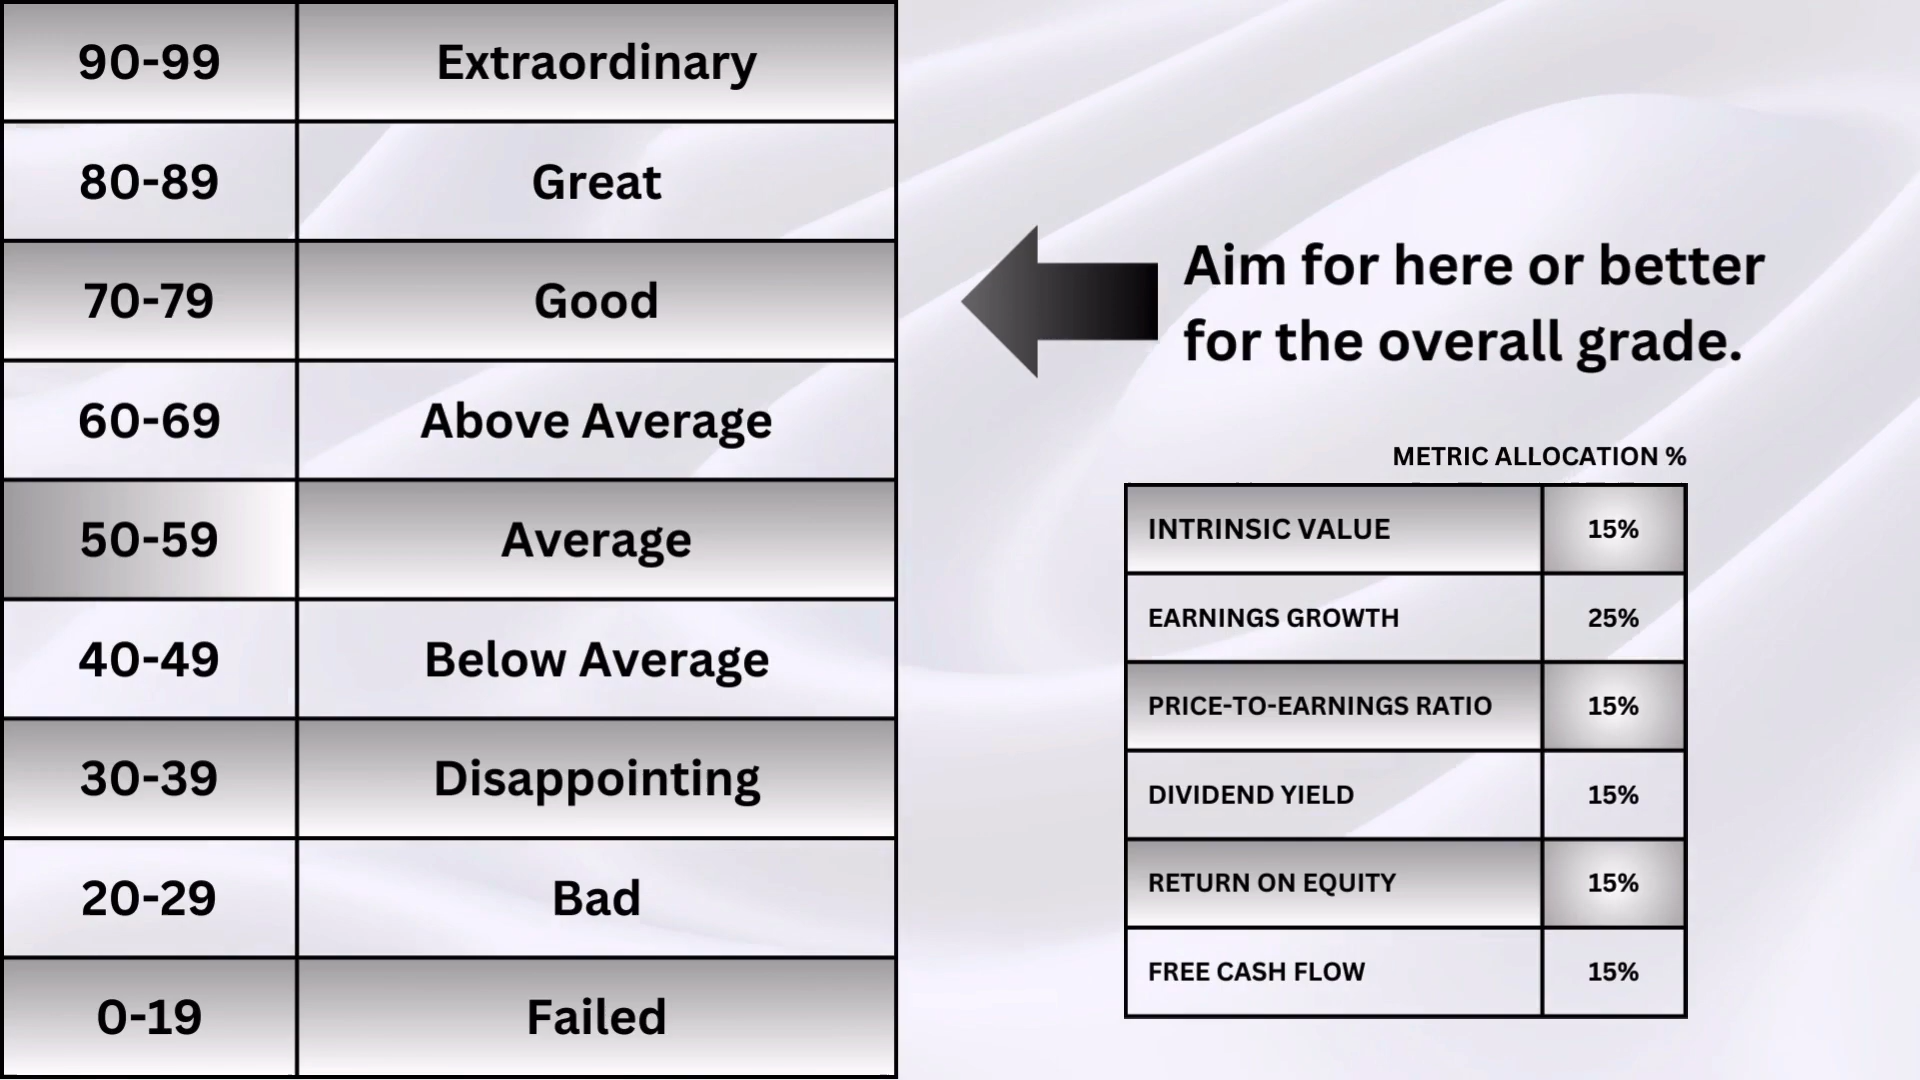 90-99 Extraordinary
80-89 Great
70-79 Good
60-69 Above Average
50-59 Average
40-49 Below Average
30-39 Disappointing
20-29 Bad
0-19 Failed
Aim for here or better
for the overall grade.
METRIC ALLOCATION %
INTRINSIC VALUE 15%
EARNINGS GROWTH 25%
PRICE-TO-EARNINGS RATIO 15%
DIVIDEND YIELD 15%
RETURN ON EQUITY 15%
FREE CASH FLOW 15%